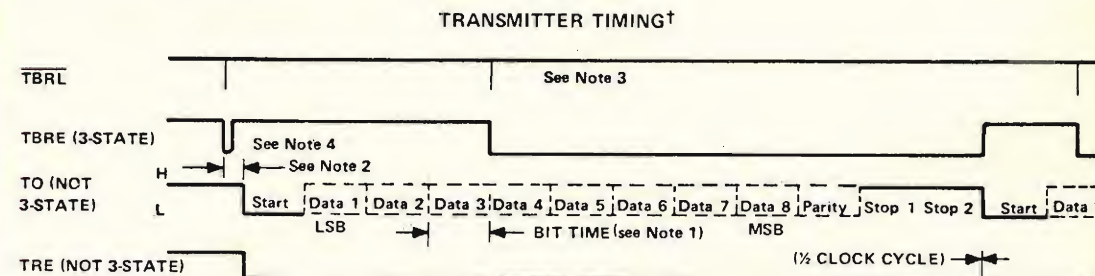 TRANSMITTER TIMING†
TBRL
See Note 3
TBRE (3-STATE)
See Note 4
See Note 2
H
TO (NOT
3-STATE)
L
Start Data 1 Data 2 Data 3 Data 4 Data 5 Data 6 Data 7 Data 8 Parity Stop 1 Stop 2 Start Data
LSB
BIT TIME (see Note 1)
MSB
(½ CLOCK CYCLE)
TRE (NOT 3-STATE)